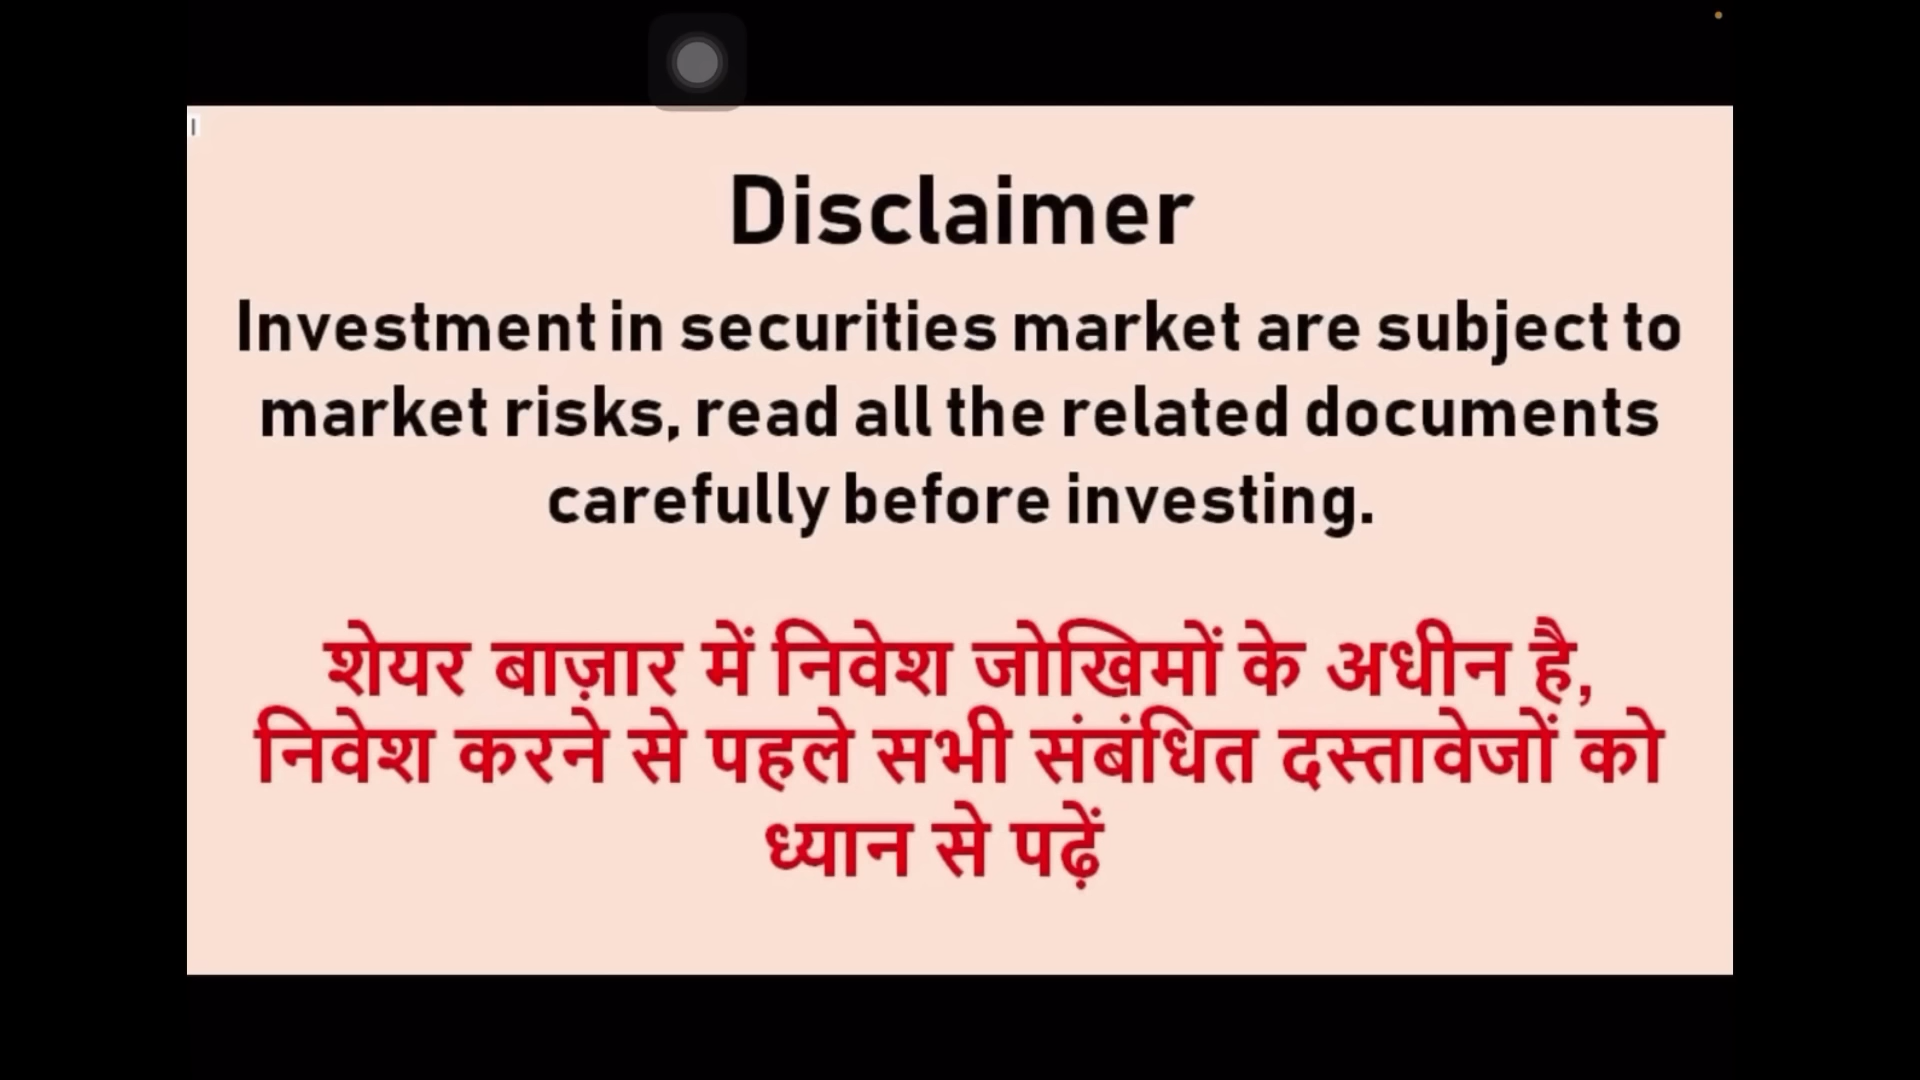 Disclaimer
Investment in securities market are subject to
market risks, read all the related documents
carefully before investing.
शेयर बाज़ार में निवेश जोखिमों के अधीन है,
निवेश करने से पहले सभी संबंधित दस्तावेजों को
ध्यान से पढ़ें